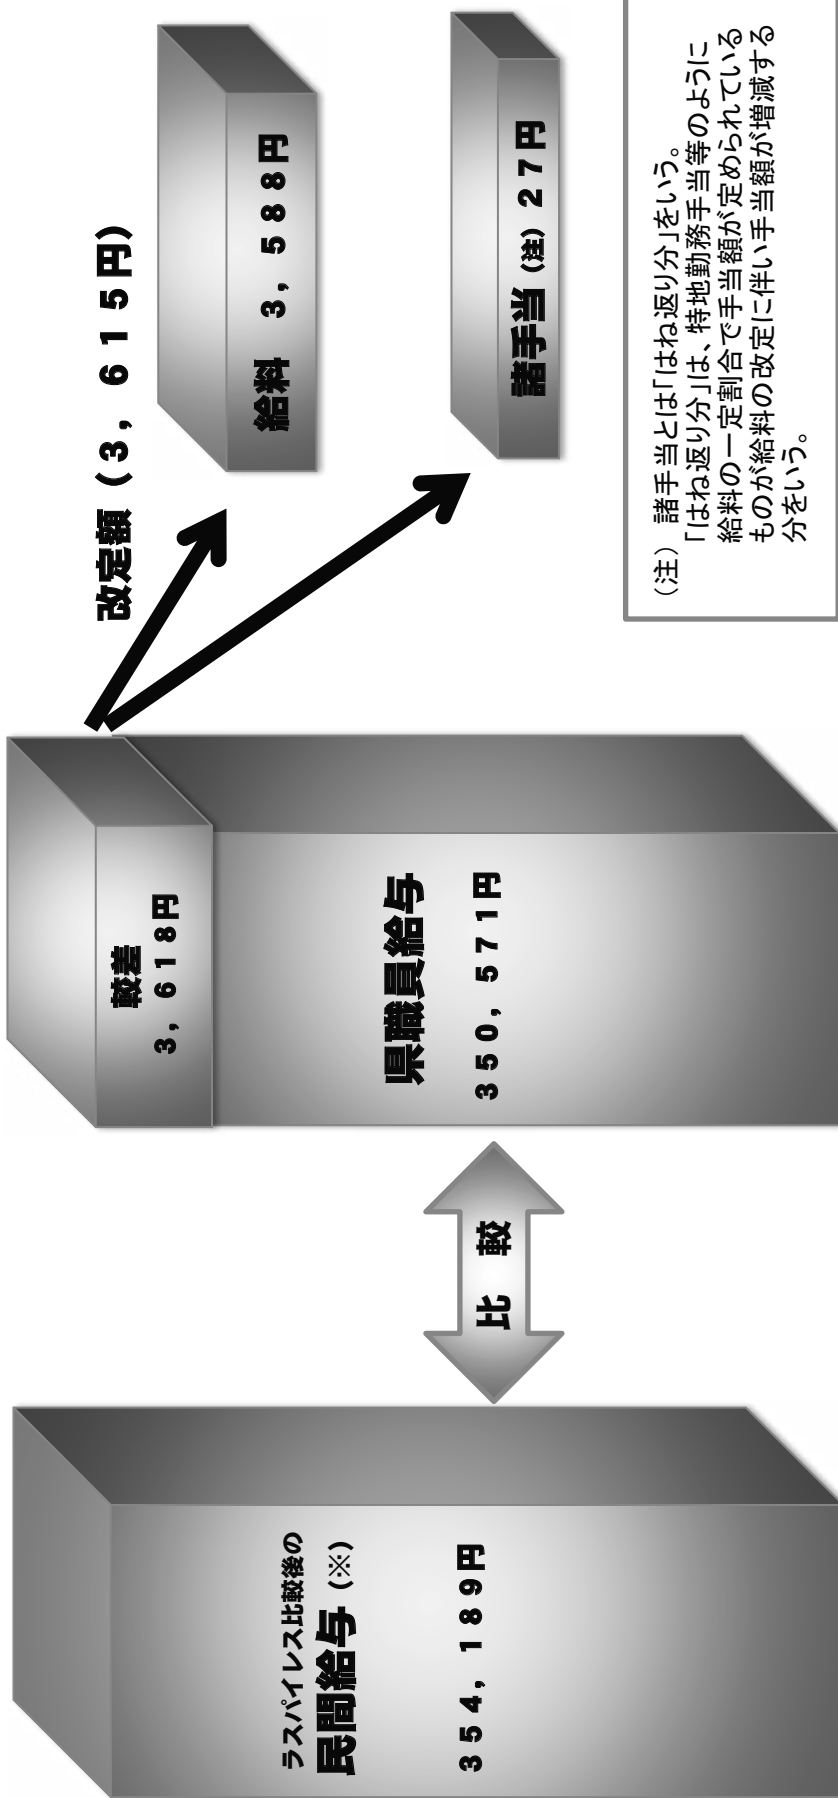 ラスパイレス比較後の
民間給与（※）
３５４，１８９円
比　較
較差
３，６１８円
県職員給与
３５０，５７１円
改定額（３，６１５円）
給料　３，５８８円
諸手当（注）２７円
（注）　諸手当とは「はね返り分」をいう。
「はね返り分」は、特地勤務手当等のように
給料の一定割合で手当額が定められている
ものが給料の改定に伴い手当額が増減する
分をいう。